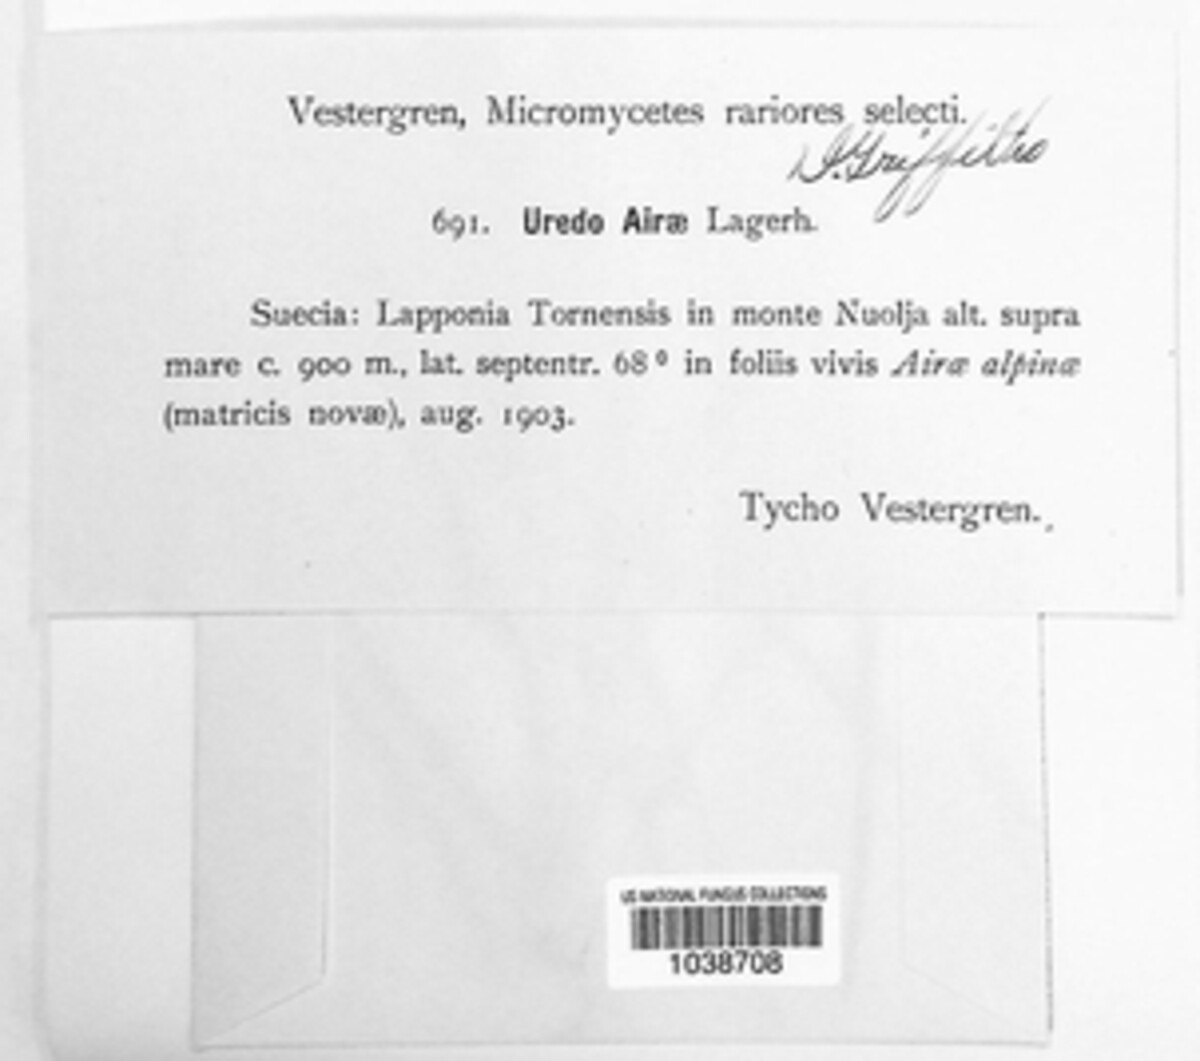 Vestergren, Micromycetes rariores selecti.
D. Griffiths
691. Uredo Airæ Lagerh.
Suecia: Lapponia Tornensis in monte Nuolja alt. supra
mare c. 900 m., lat. septentr. 68° in foliis vivis Airæ alpinæ
(matricis novæ), aug. 1903.
Tycho Vestergren.
US NATIONAL FUNGUS COLLECTIONS
1038708